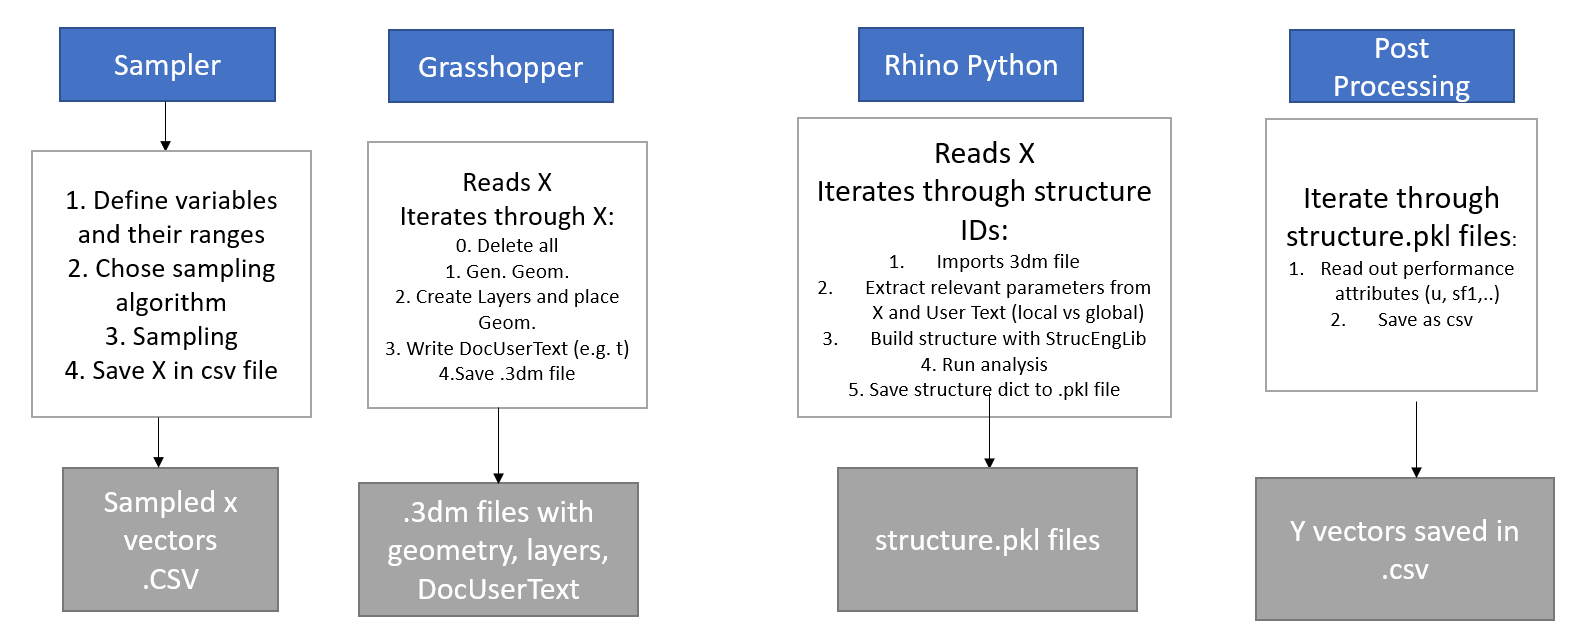 Sampler
1. Define variables
and their ranges
2. Chose sampling
algorithm
3. Sampling
4. Save X in csv file
Sampled x
vectors
.CSV
Grasshopper
Reads X
Iterates through X:
0. Delete all
1. Gen. Geom.
2. Create Layers and place
Geom.
3. Write DocUserText (e.g. t)
4.Save .3dm file
.3dm files with
geometry, layers,
DocUserText
Rhino Python
Reads X
Iterates through structure
IDs:
1. Imports 3dm file
2. Extract relevant parameters from
X and User Text (local vs global)
3. Build structure with StrucEngLib
4. Run analysis
5. Save structure dict to .pkl file
structure.pkl files
Post
Processing
Iterate through
structure.pkl files:
1. Read out performance
attributes (u, sf1,..)
2. Save as csv
Y vectors saved in
.csv